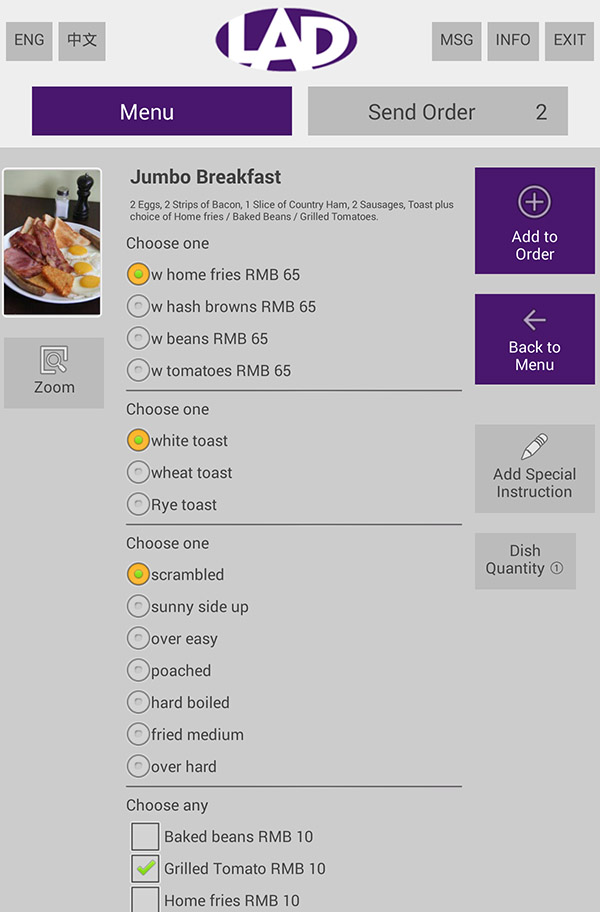 ENG
中文
LAD
MSG
INFO
EXIT
Menu
Send Order 2
Jumbo Breakfast
2 Eggs, 2 Strips of Bacon, 1 Slice of Country Ham, 2 Sausages, Toast plus
choice of Home fries / Baked Beans / Grilled Tomatoes.
Choose one
w home fries RMB 65
w hash browns RMB 65
w beans RMB 65
w tomatoes RMB 65
Choose one
white toast
wheat toast
Rye toast
Choose one
scrambled
sunny side up
over easy
poached
hard boiled
fried medium
over hard
Choose any
Baked beans RMB 10
Grilled Tomato RMB 10
Home fries RMB 10
Zoom
Add to
Order
Back to
Menu
Add Special
Instruction
Dish
Quantity ①